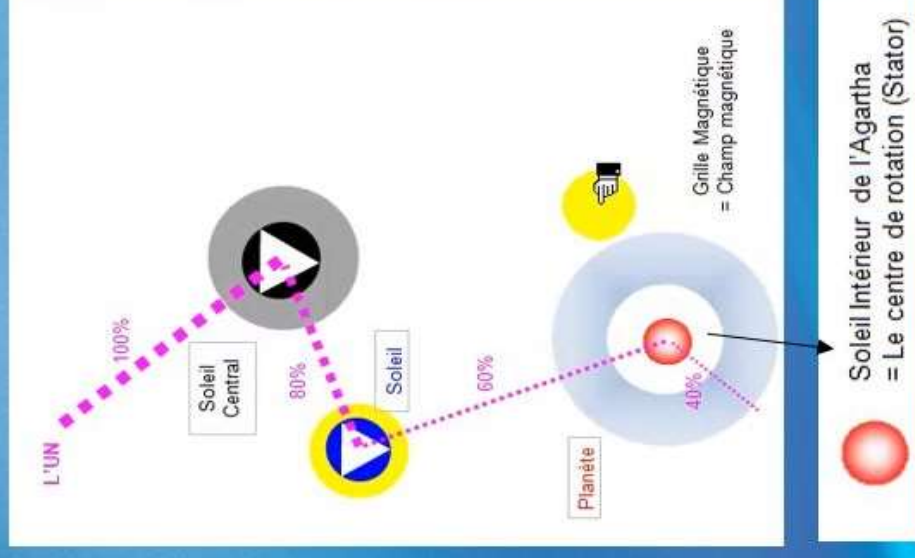 L'UN
100%
Soleil
Central
80%
Soleil
60%
Planète
40%
Grille Magnétique
= Champ magnétique
Soleil Intérieur de l'Agartha
= Le centre de rotation (Stator)